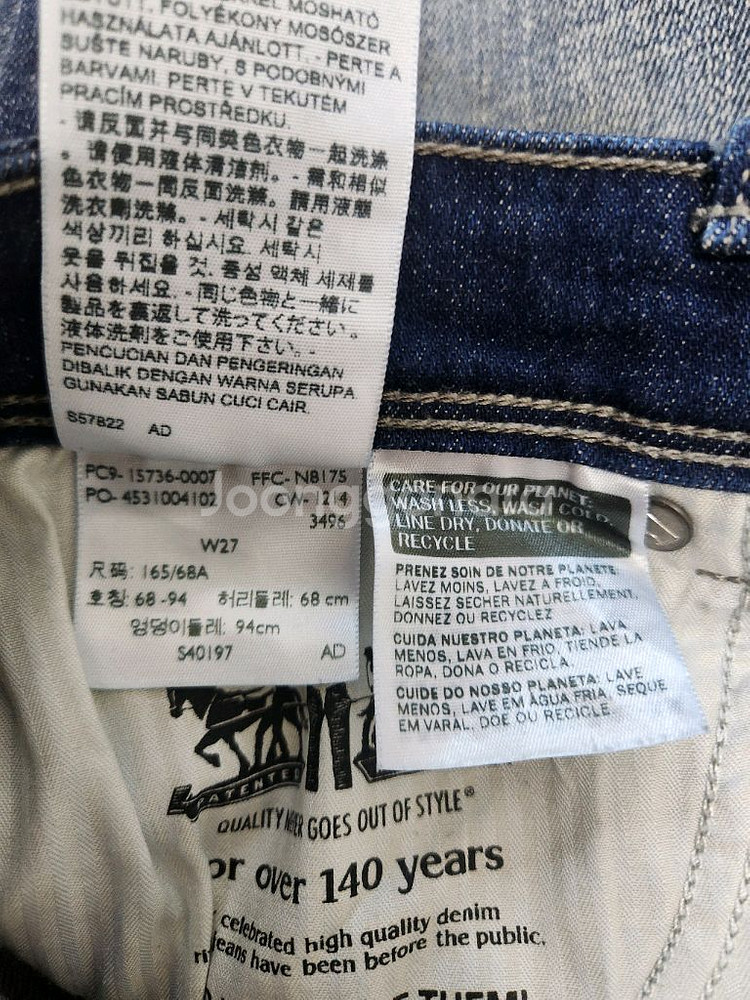 MOSHATÓ
FOLYÉKONY MOSÓSZER
HASZNÁLATA AJÁNLOTT. - PERTE A
SUŠTE NARUBY, S PODOBNÝMI
BARVAMI. PERTE V TEKUTÉM
PRACÍM PROSTŘEDKU.
- 请反面并与同类色衣物一起洗涤
。请使用液体清洁剂。- 需和相似
色衣物一同反面洗滌。請用液態
洗衣劑洗滌。- 세탁시 같은
색상끼리 하십시요. 세탁시
옷을 뒤집을 것. 중성 액체 세제를
사용하세요. - 同じ色物と一緒に
製品を裏返して洗ってください。
液体洗剤をご使用下さい。-
PENCUCIAN DAN PENGERINGAN
DIBALIK DENGAN WARNA SERUPA
GUNAKAN SABUN CUCI CAIR.
S57822 AD
PC9-15736-0007 FFC-N8175
PO-4531004102 CW- 1214
3496
W27
尺码: 165/68A
호칭: 68-94 허리둘레: 68 cm
엉덩이둘레: 94cm
S40197 AD
CARE FOR OUR PLANET:
WASH LESS, WASH COLD,
LINE DRY, DONATE OR
RECYCLE
PRENEZ SOIN DE NOTRE PLANETE:
LAVEZ MOINS, LAVEZ A FROID,
LAISSEZ SECHER NATURELLEMENT,
DONNEZ OU RECYCLEZ
CUIDA NUESTRO PLANETA: LAVA
MENOS, LAVA EN FRIO, TIENDE LA
ROPA, DONA O RECICLA.
CUIDE DO NOSSO PLANETA: LAVE
MENOS, LAVE EM ÁGUA FRIA, SEQUE
EM VARAL, DOE OU RECICLE.
PATENTE
QUALITY NEVER GOES OUT OF STYLE®
or over 140 years
celebrated high quality denim
jeans have been before the public.